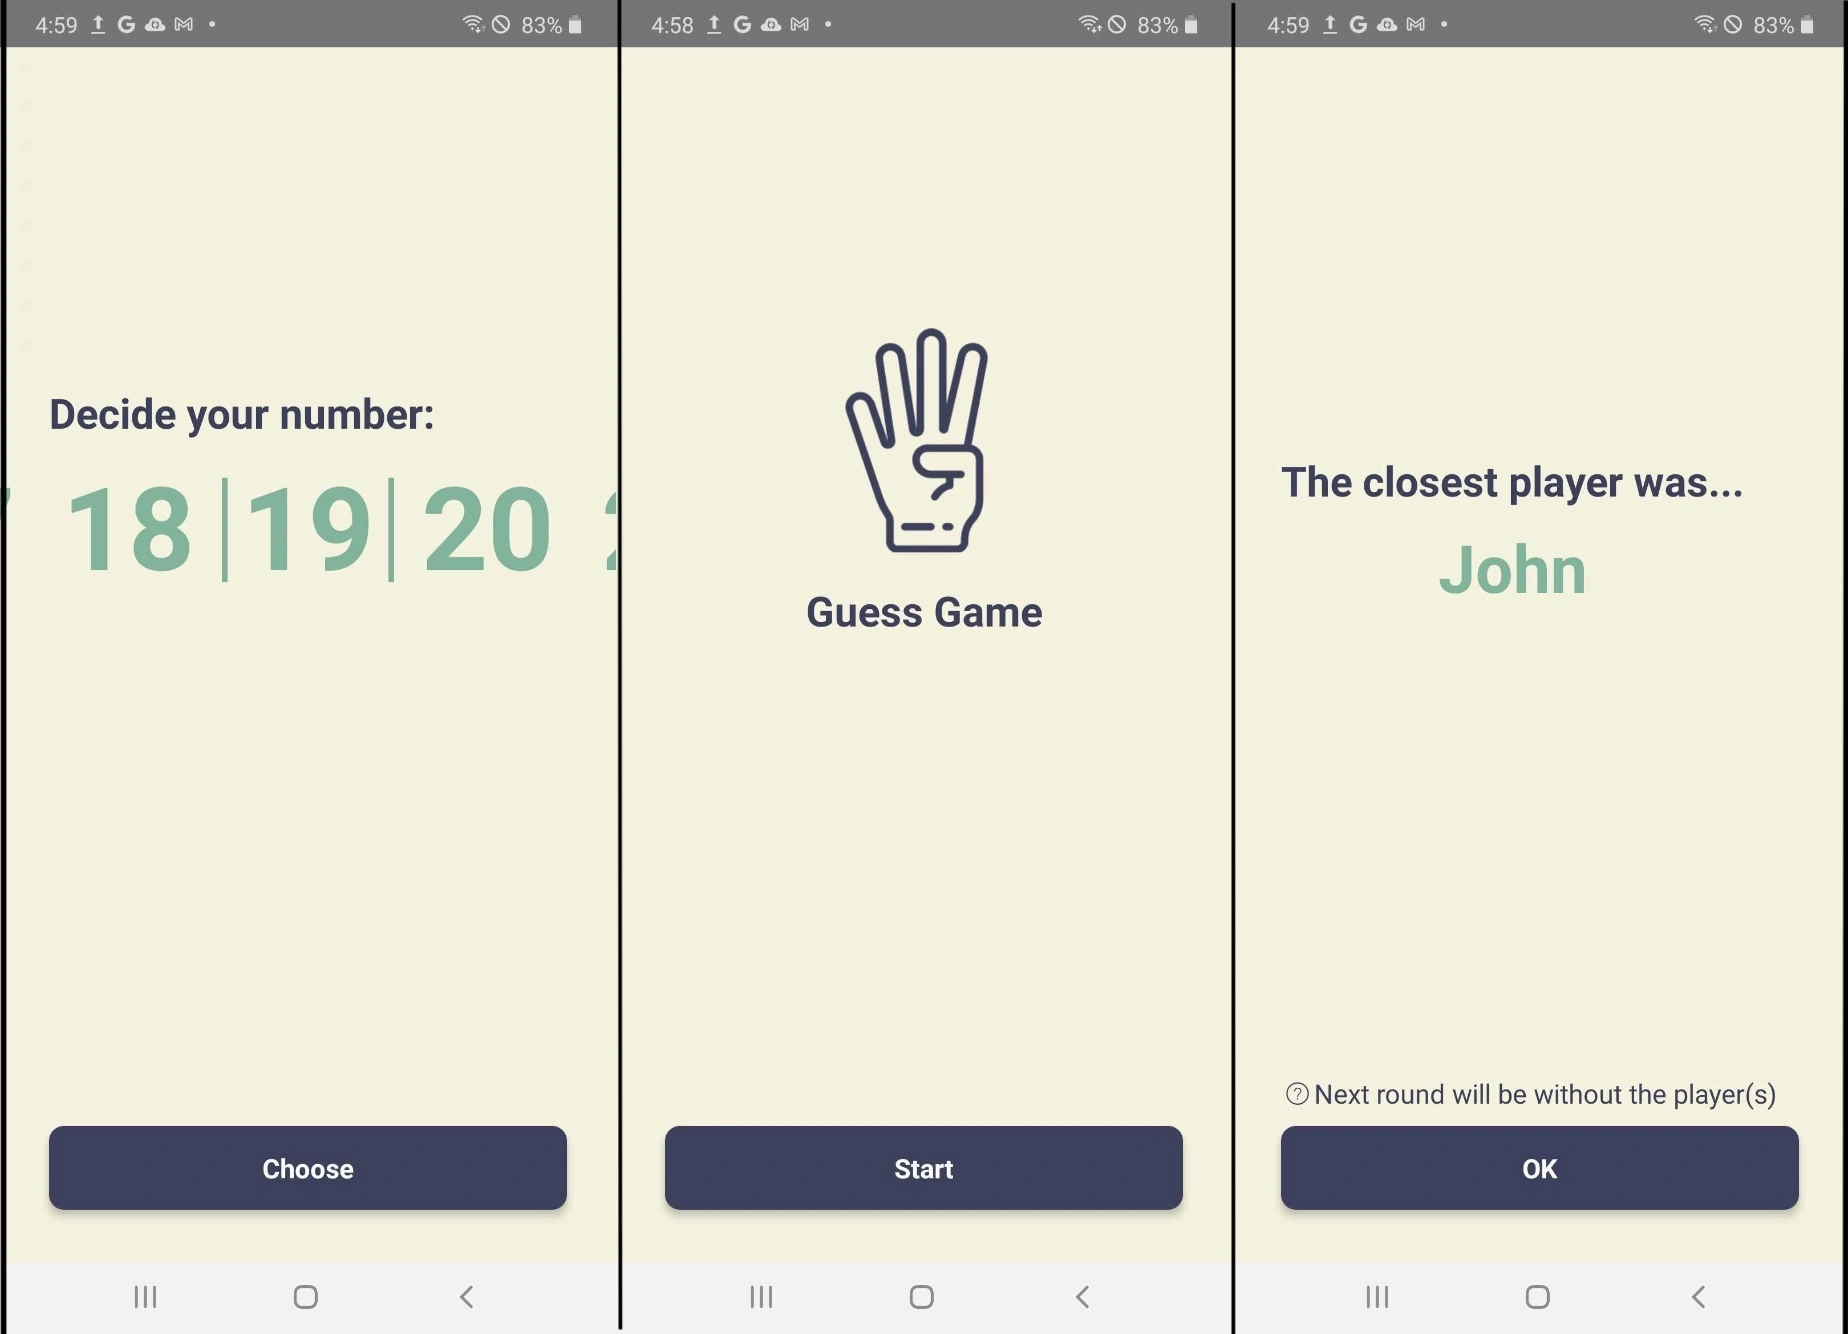 4:59 G 83%
Decide your number:
18 19 20
Choose
4:58 G 83%
Guess Game
Start
4:59 G 83%
The closest player was...
John
Next round will be without the player(s)
OK